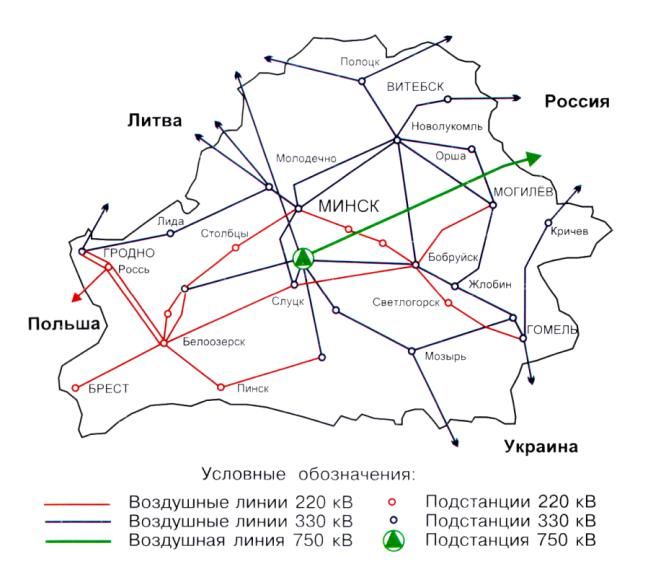 Полоцк
ВИТЕБСК
Россия
Литва
Новолукомль
Молодечно
Орша
МИНСК
МОГИЛЁВ
Лида
Столбцы
Кричев
ГРОДНО
Россь
Бобруйск
Слуцк
Жлобин
Светлогорск
Польша
ГОМЕЛЬ
Белоозерск
Мозырь
БРЕСТ
Пинск
Украина
Условные обозначения:
Воздушные линии 220 кВ
Подстанции 220 кВ
Воздушные линии 330 кВ
Подстанции 330 кВ
Воздушная линия 750 кВ
Подстанция 750 кВ